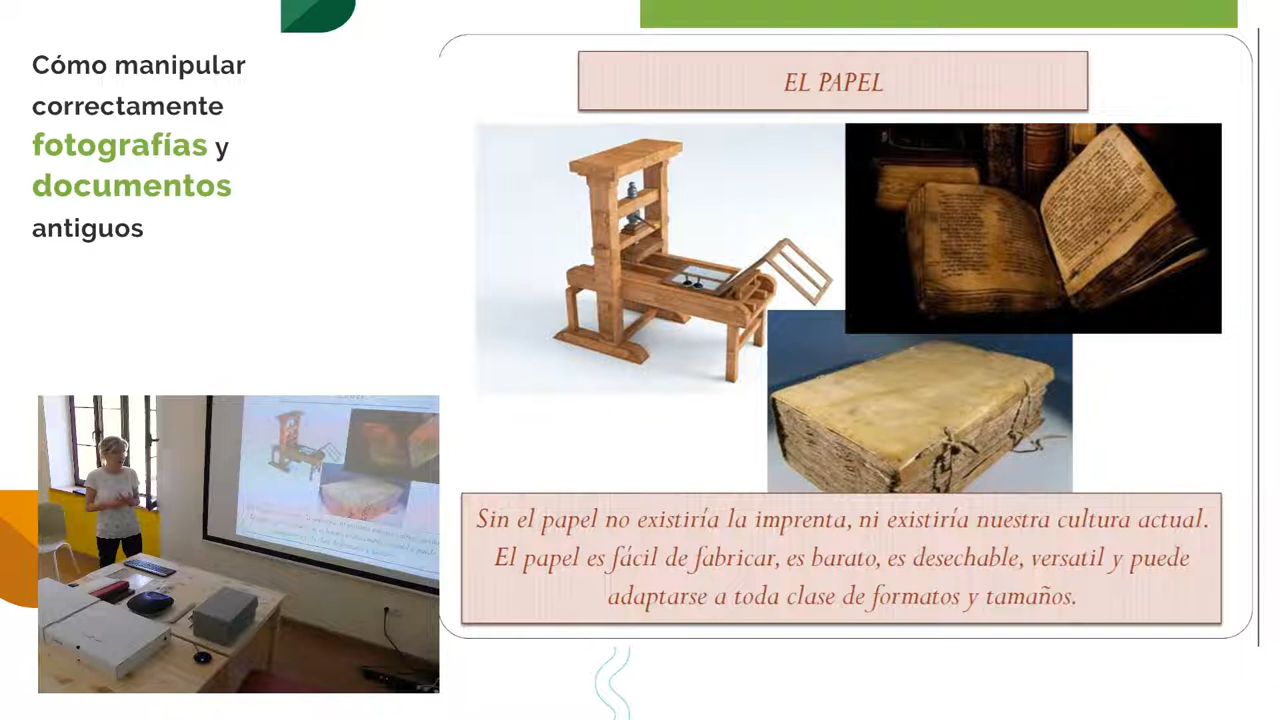 Cómo manipular
correctamente
fotografías y
documentos
antiguos
EL PAPEL
Sin el papel no existiría la imprenta, ni existiría nuestra cultura actual.
El papel es fácil de fabricar, es barato, es desechable, versatil y puede
adaptarse a toda clase de formatos y tamaños.